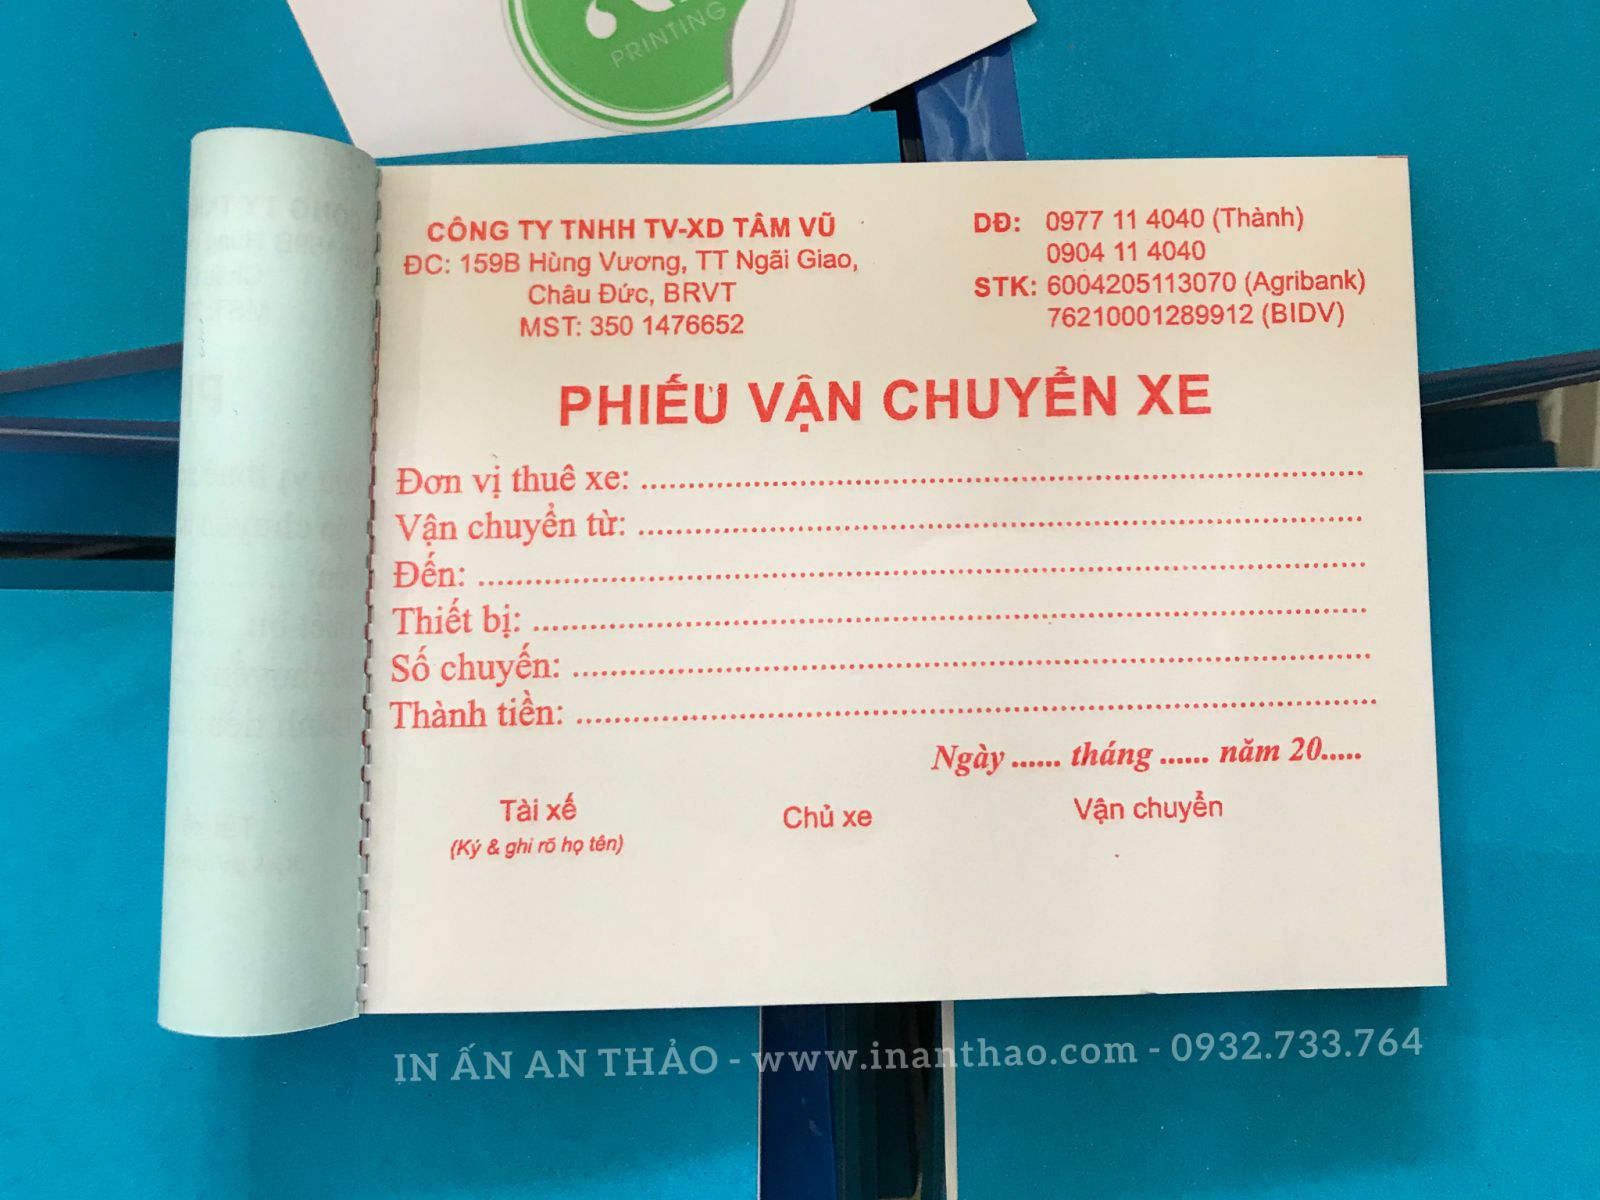 PRINTING
CÔNG TY TNHH TV-XD TÂM VŨ
ĐC: 159B Hùng Vương, TT Ngãi Giao,
Châu Đức, BRVT
MST: 350 1476652
DĐ: 0977 11 4040 (Thành)
0904 11 4040
STK: 6004205113070 (Agribank)
76210001289912 (BIDV)
PHIẾU VẬN CHUYỂN XE
Đơn vị thuê xe: ..........
Vận chuyển từ: ..........
Đến: ..........
Thiết bị: ..........
Số chuyến: ..........
Thành tiền: ..........
Ngày ...... tháng ...... năm 20.....
Tài xế
(Ký & ghi rõ họ tên)
Chủ xe
Vận chuyển
IN ẤN AN THẢO - www.inanthao.com - 0932.733.764